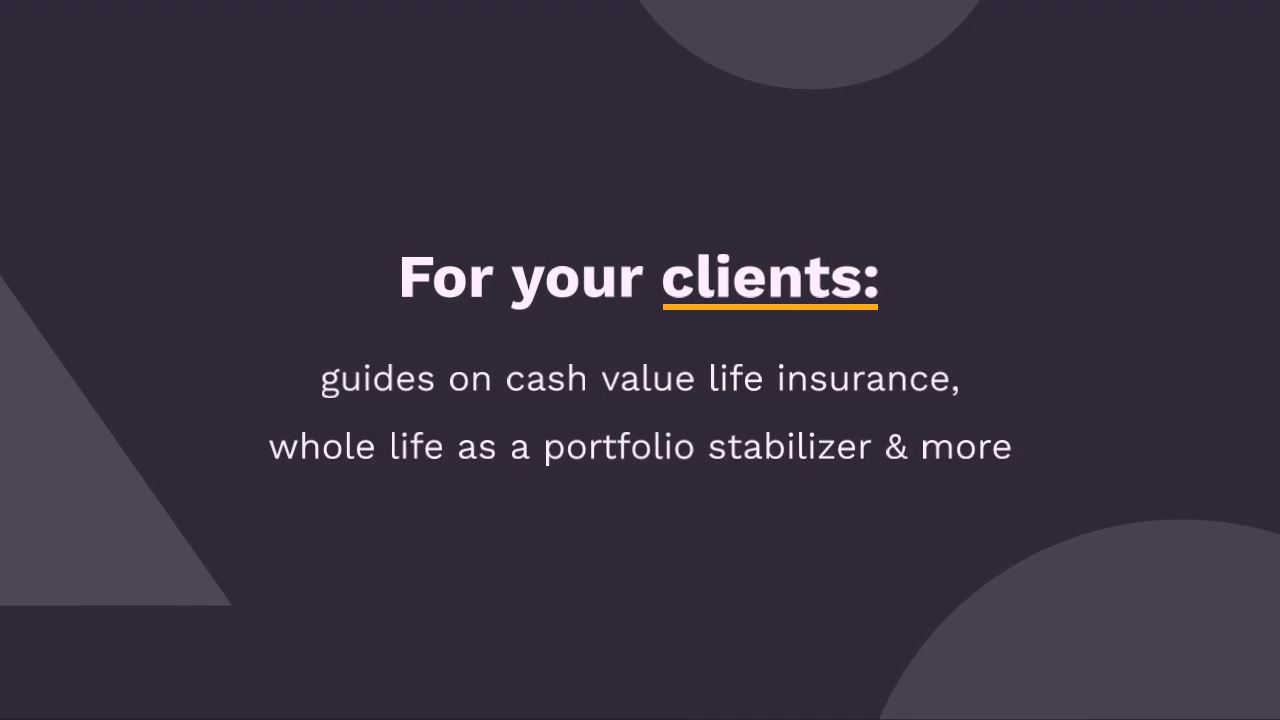 For your clients:
guides on cash value life insurance,
whole life as a portfolio stabilizer & more